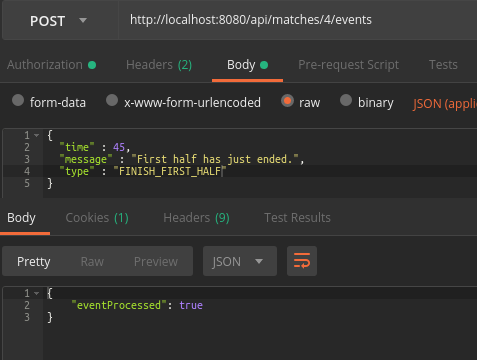 POST http://localhost:8080/api/matches/4/events
Authorization Headers (2) Body Pre-request Script Tests
form-data x-www-form-urlencoded raw binary JSON (applic
1 {
2 "time" : 45,
3 "message" : "First half has just ended.",
4 "type" : "FINISH_FIRST_HALF"
5 }
Body Cookies (1) Headers (9) Test Results
Pretty Raw Preview JSON
1 {
2 "eventProcessed": true
3 }